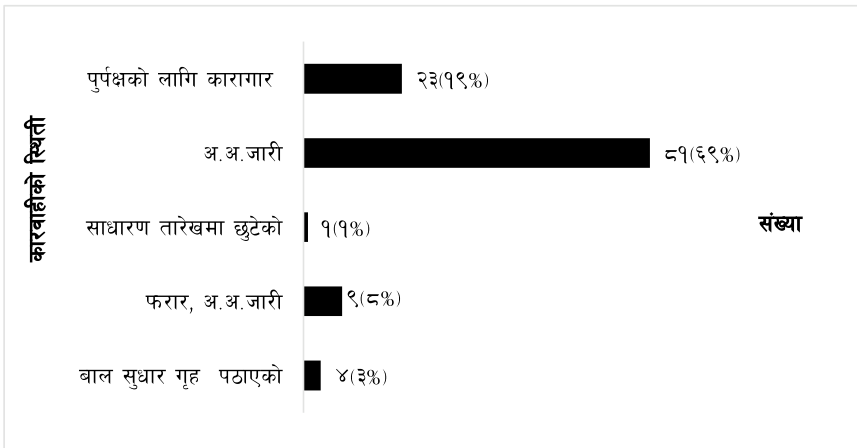 कारवाहीको स्थिती
पुर्पक्षको लागि कारागार २३(१९%)
अ.अ.जारी ८१(६९%)
साधारण तारेखमा छुटेको १(१%)
फरार, अ.अ.जारी ९(८%)
बाल सुधार गृह पठाएको ४(३%)
संख्या